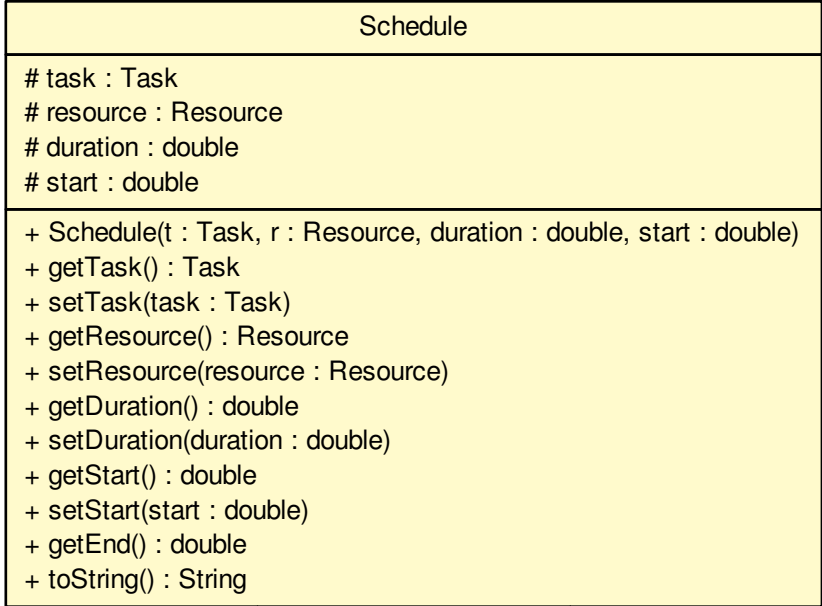 Schedule
# task : Task
# resource : Resource
# duration : double
# start : double
+ Schedule(t : Task, r : Resource, duration : double, start : double)
+ getTask() : Task
+ setTask(task : Task)
+ getResource() : Resource
+ setResource(resource : Resource)
+ getDuration() : double
+ setDuration(duration : double)
+ getStart() : double
+ setStart(start : double)
+ getEnd() : double
+ toString() : String